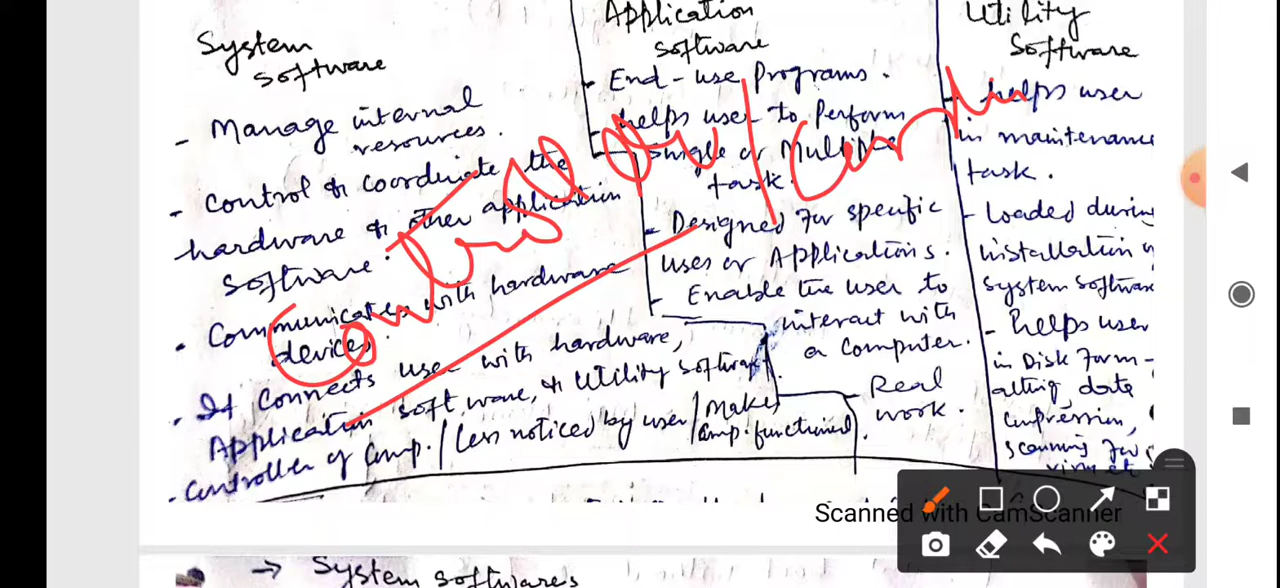 System
Software
- Manage internal
resources.
- Control & coordinate the
hardware & other application
Software.
. Communicates with hardware
devices.
. It connects user with hardware,
Application software, & Utility software.
. Controller of Comp. / Less noticed by user / Makes
Comp. functional
Application
Software
- End-use Programs.
- helps user to Perform
Single or Multiple
task.
- Designed for specific
uses or Applications.
- Enable the user to
interact with
a Computer.
- Real
work.
Utility
Software
- helps user
in maintenance
task.
- Loaded during
installation of
System Software
- helps user
in Disk Form-
atting data
Compression,
Scanning for
Controller
Scanned with CamScanner
→ System Softwares